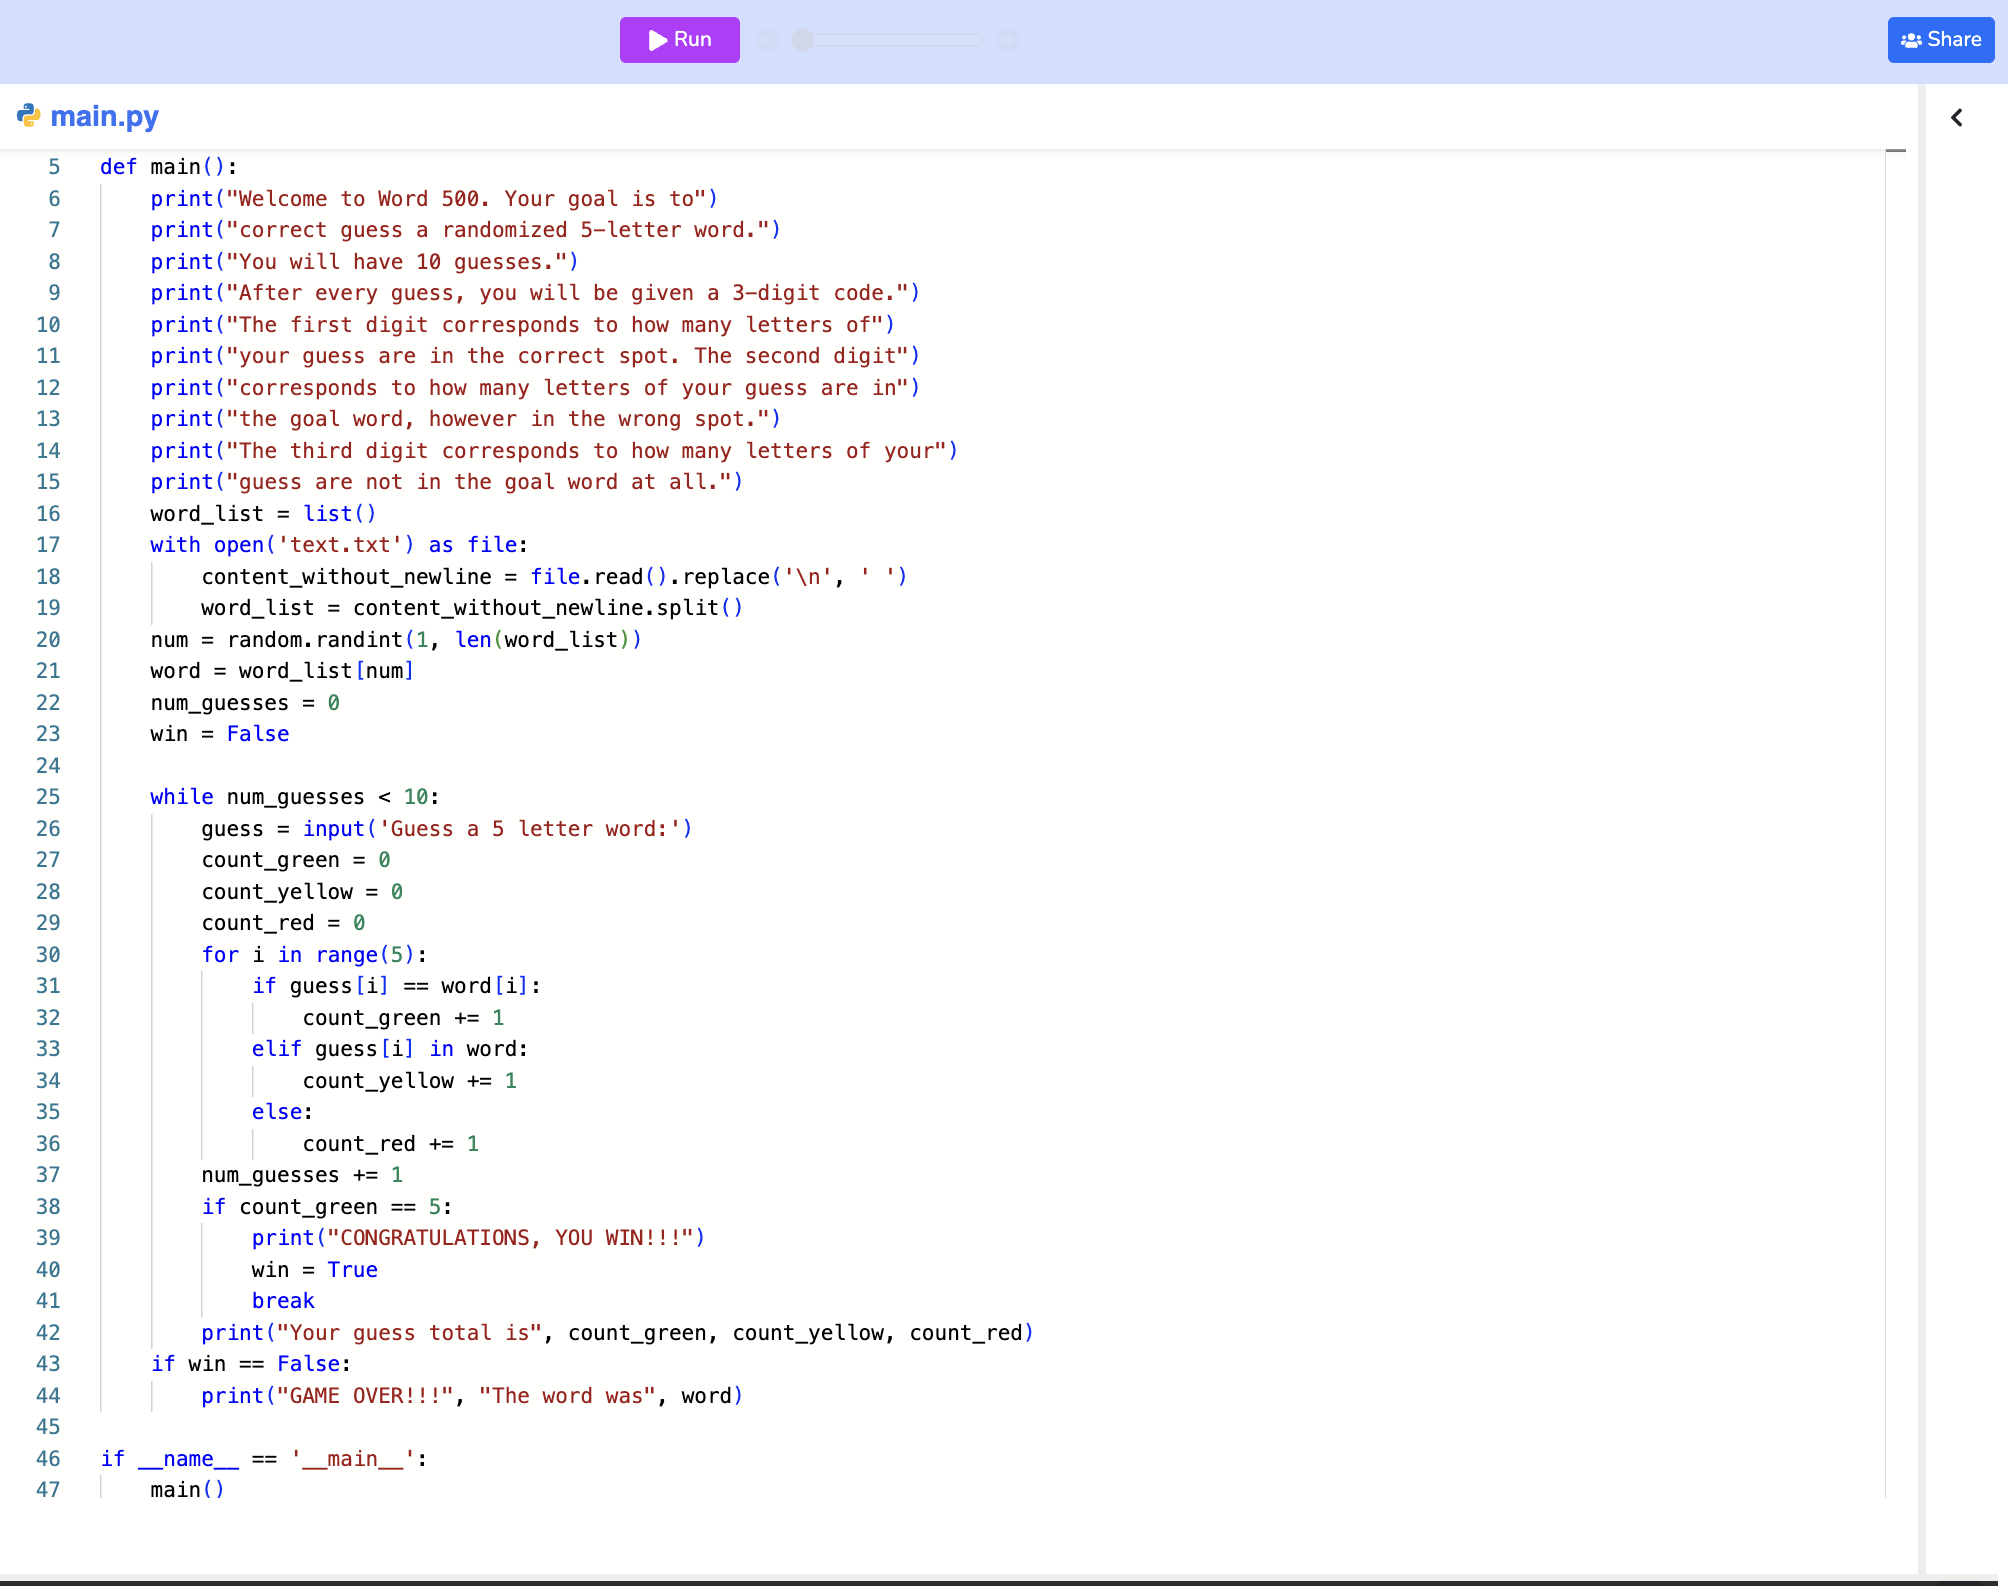 Run
Share
main.py
5 def main():
6     print("Welcome to Word 500. Your goal is to")
7     print("correct guess a randomized 5-letter word.")
8     print("You will have 10 guesses.")
9     print("After every guess, you will be given a 3-digit code.")
10     print("The first digit corresponds to how many letters of")
11     print("your guess are in the correct spot. The second digit")
12     print("corresponds to how many letters of your guess are in")
13     print("the goal word, however in the wrong spot.")
14     print("The third digit corresponds to how many letters of your")
15     print("guess are not in the goal word at all.")
16     word_list = list()
17     with open('text.txt') as file:
18         content_without_newline = file.read().replace('\n', ' ')
19         word_list = content_without_newline.split()
20     num = random.randint(1, len(word_list))
21     word = word_list[num]
22     num_guesses = 0
23     win = False
24
25     while num_guesses < 10:
26         guess = input('Guess a 5 letter word:')
27         count_green = 0
28         count_yellow = 0
29         count_red = 0
30         for i in range(5):
31             if guess[i] == word[i]:
32                 count_green += 1
33             elif guess[i] in word:
34                 count_yellow += 1
35             else:
36                 count_red += 1
37         num_guesses += 1
38         if count_green == 5:
39             print("CONGRATULATIONS, YOU WIN!!!")
40             win = True
41             break
42         print("Your guess total is", count_green, count_yellow, count_red)
43     if win == False:
44         print("GAME OVER!!!", "The word was", word)
45
46 if __name__ == '__main__':
47     main()